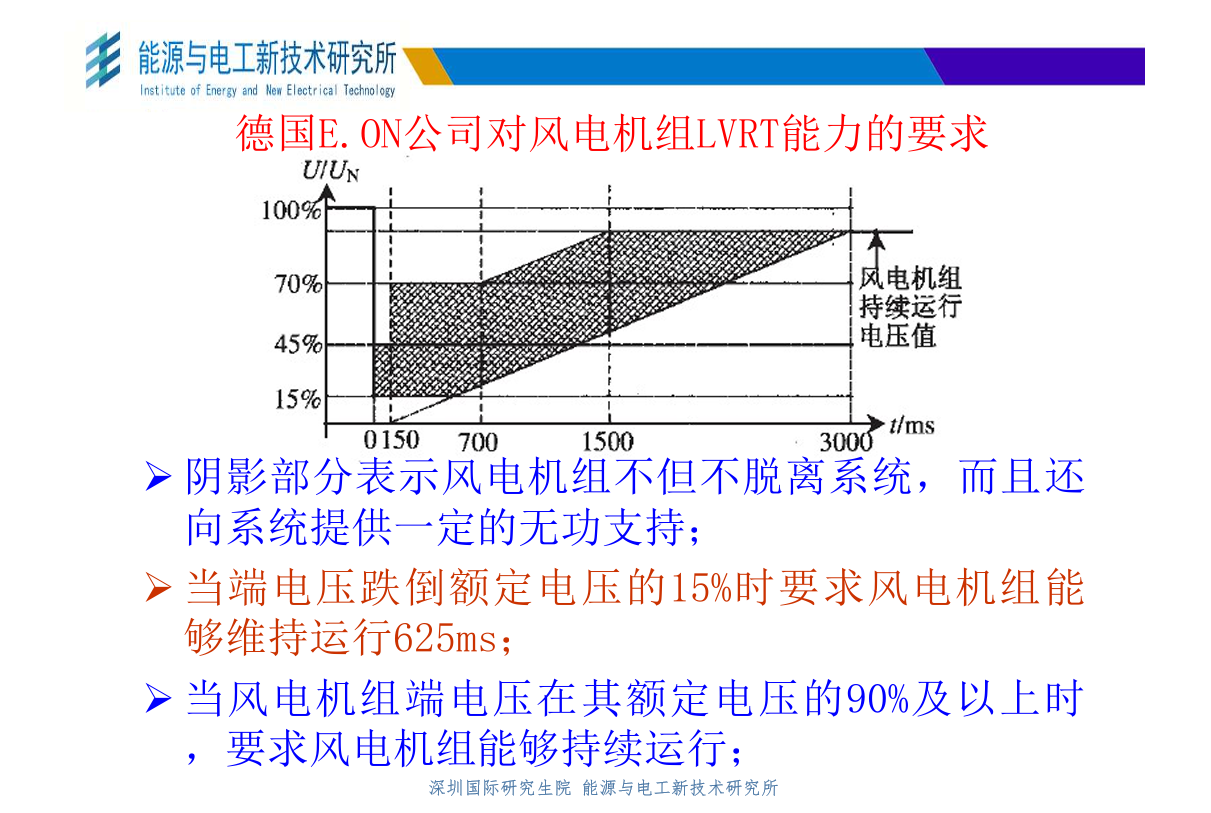 能源与电工新技术研究所
Institute of Energy and New Electrical Technology
德国E.ON公司对风电机组LVRT能力的要求
U/UN
100%
70%
45%
15%
风电机组
持续运行
电压值
0 150 700 1500 3000 t/ms
➢ 阴影部分表示风电机组不但不脱离系统，而且还
向系统提供一定的无功支持；
➢ 当端电压跌倒额定电压的15%时要求风电机组能
够维持运行625ms；
➢ 当风电机组端电压在其额定电压的90%及以上时
，要求风电机组能够持续运行；
深圳国际研究生院 能源与电工新技术研究所